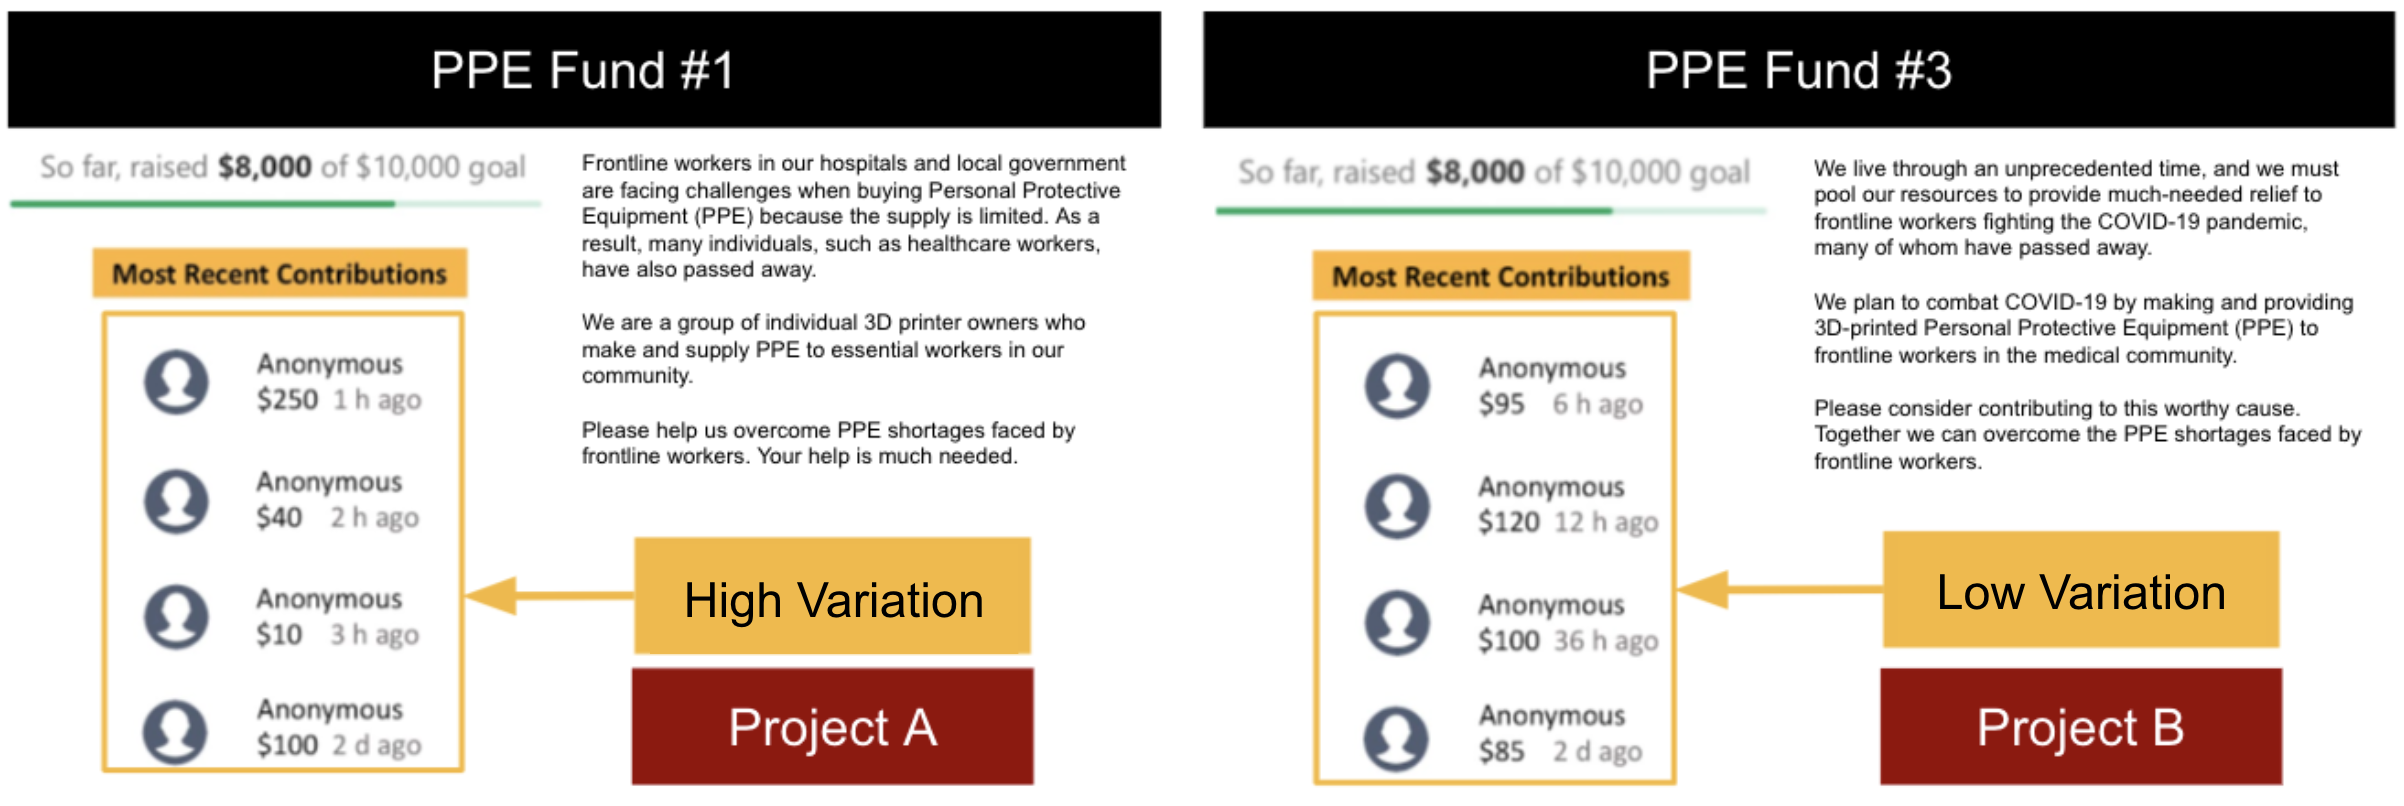 PPE Fund #1
So far, raised $8,000 of $10,000 goal
Most Recent Contributions
Anonymous
$250 1 h ago
Anonymous
$40 2 h ago
Anonymous
$10 3 h ago
Anonymous
$100 2 d ago
Frontline workers in our hospitals and local government
are facing challenges when buying Personal Protective
Equipment (PPE) because the supply is limited. As a
result, many individuals, such as healthcare workers,
have also passed away.
We are a group of individual 3D printer owners who
make and supply PPE to essential workers in our
community.
Please help us overcome PPE shortages faced by
frontline workers. Your help is much needed.
High Variation
Project A
PPE Fund #3
So far, raised $8,000 of $10,000 goal
Most Recent Contributions
Anonymous
$95 6 h ago
Anonymous
$120 12 h ago
Anonymous
$100 36 h ago
Anonymous
$85 2 d ago
We live through an unprecedented time, and we must
pool our resources to provide much-needed relief to
frontline workers fighting the COVID-19 pandemic,
many of whom have passed away.
We plan to combat COVID-19 by making and providing
3D-printed Personal Protective Equipment (PPE) to
frontline workers in the medical community.
Please consider contributing to this worthy cause.
Together we can overcome the PPE shortages faced by
frontline workers.
Low Variation
Project B